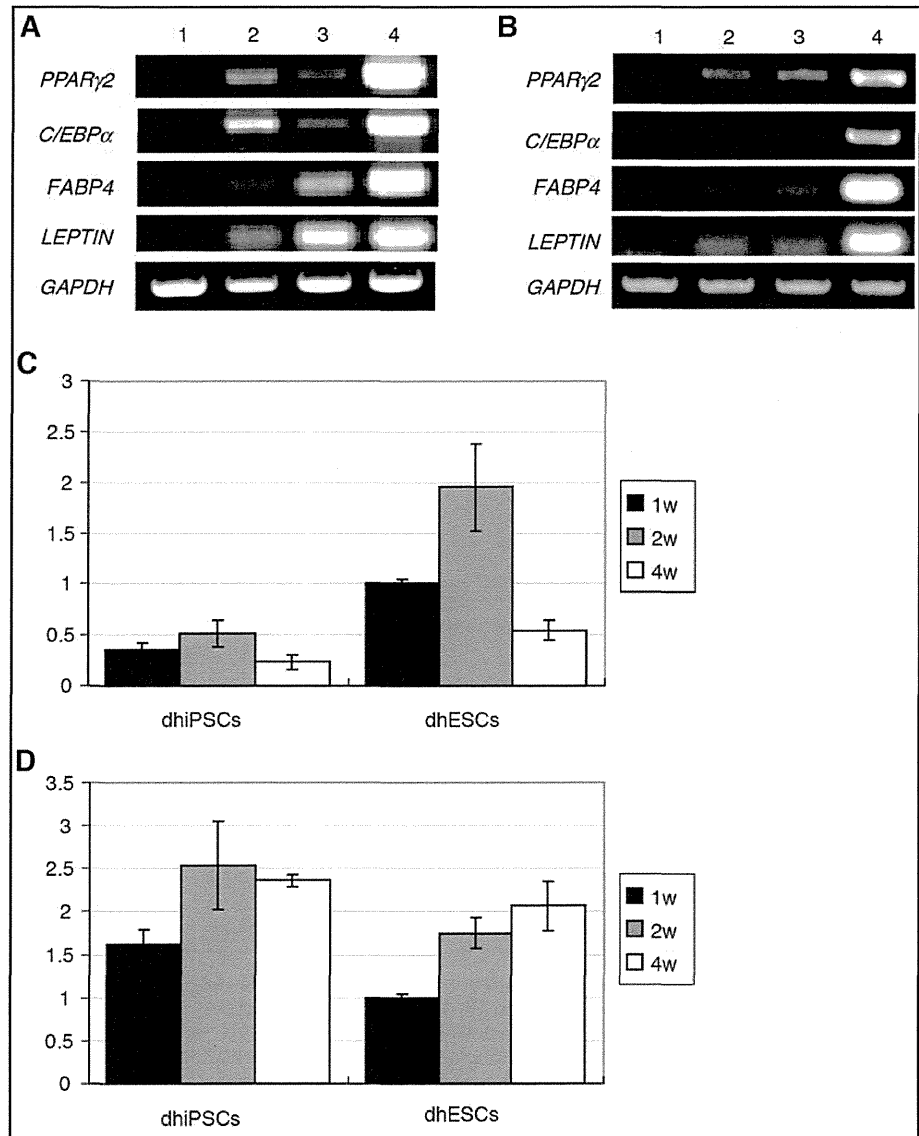 A
1 2 3 4
PPARγ2
C/EBPα
FABP4
LEPTIN
GAPDH
B
1 2 3 4
PPARγ2
C/EBPα
FABP4
LEPTIN
GAPDH
C
3
2.5
2
1.5
1
0.5
0
dhiPSCs dhESCs
1w
2w
4w
D
3.5
3
2.5
2
1.5
1
0.5
0
dhiPSCs dhESCs
1w
2w
4w